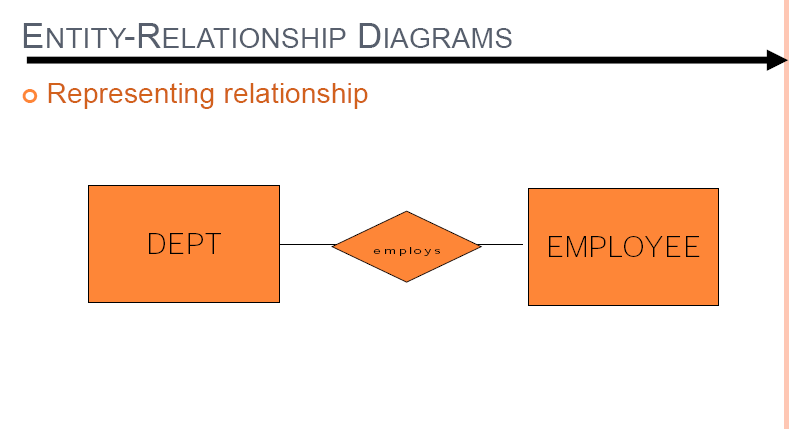 ENTITY-RELATIONSHIP DIAGRAMS
Representing relationship
DEPT
employs
EMPLOYEE